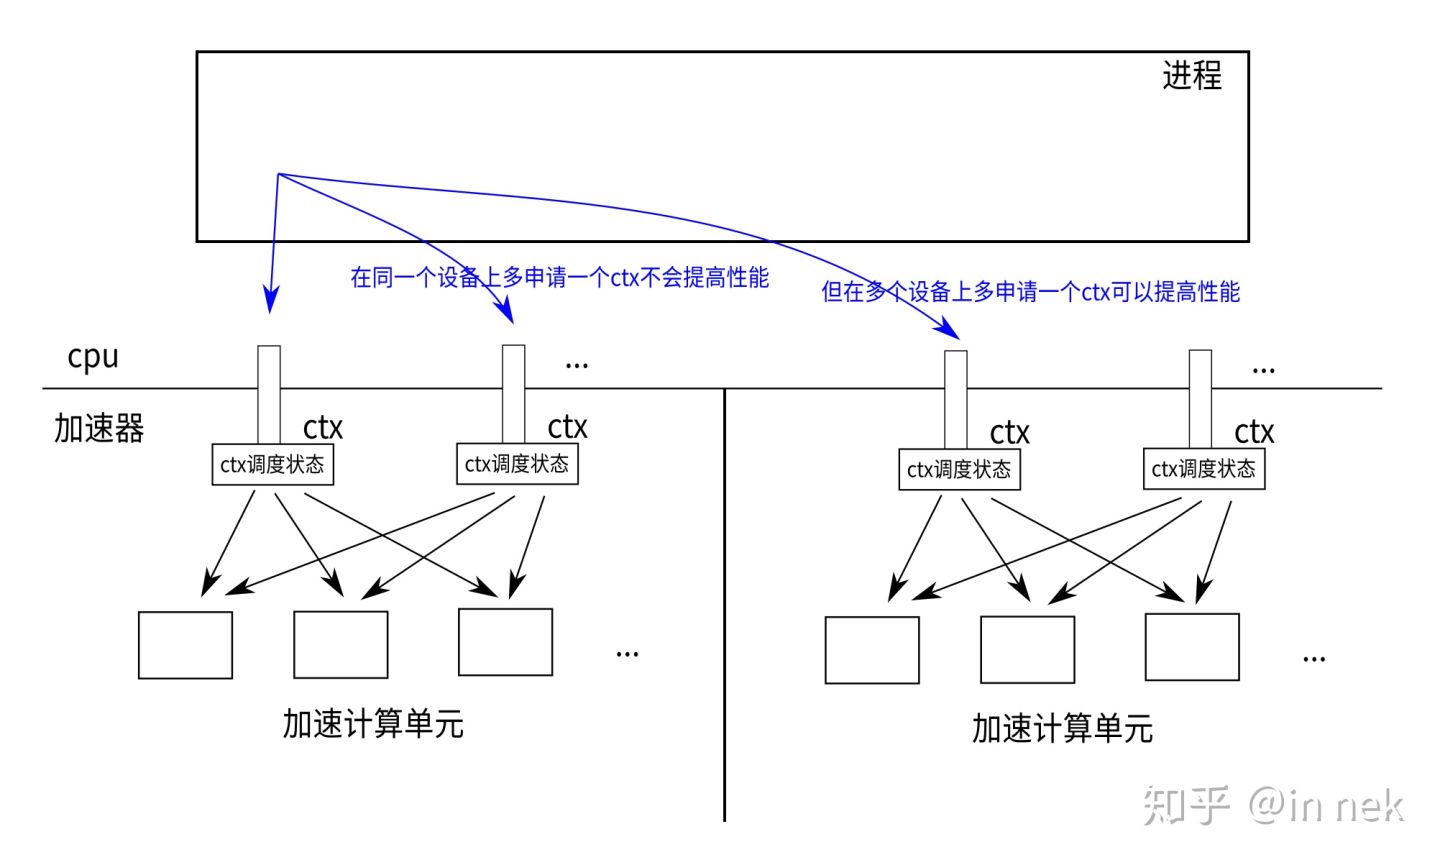 进程
在同一个设备上多申请一个ctx不会提高性能
但在多个设备上多申请一个ctx可以提高性能
cpu
...
...
加速器
ctx
ctx
ctx
ctx
ctx调度状态
ctx调度状态
ctx调度状态
ctx调度状态
...
...
加速计算单元
加速计算单元
知乎 @in nek